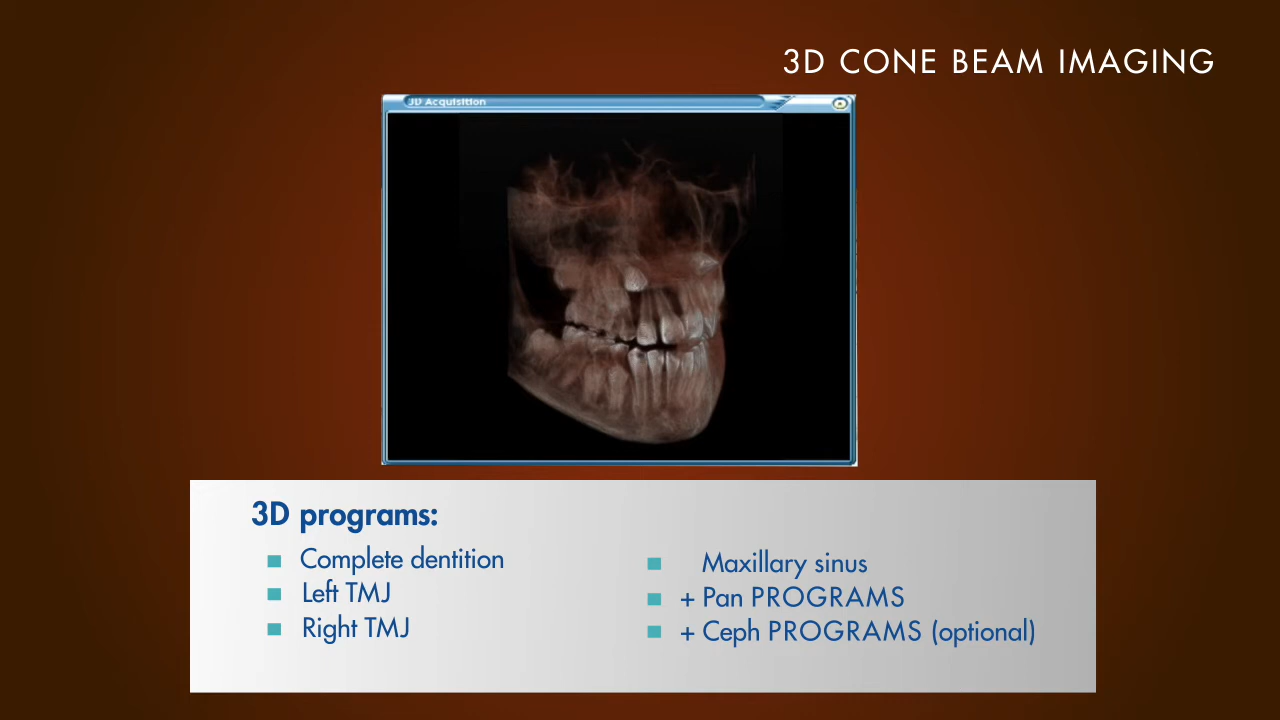 3D CONE BEAM IMAGING
3D Acquisition
3D programs:
Complete dentition
Left TMJ
Right TMJ
Maxillary sinus
+ Pan PROGRAMS
+ Ceph PROGRAMS (optional)